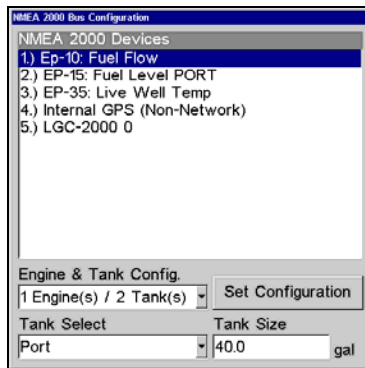 NMEA 2000 Bus Configuration
NMEA 2000 Devices
1.) Ep-10: Fuel Flow
2.) EP-15: Fuel Level PORT
3.) EP-35: Live Well Temp
4.) Internal GPS (Non-Network)
5.) LGC-2000 0
Engine & Tank Config.
1 Engine(s) / 2 Tank(s)
Set Configuration
Tank Select
Tank Size
Port
40.0
gal